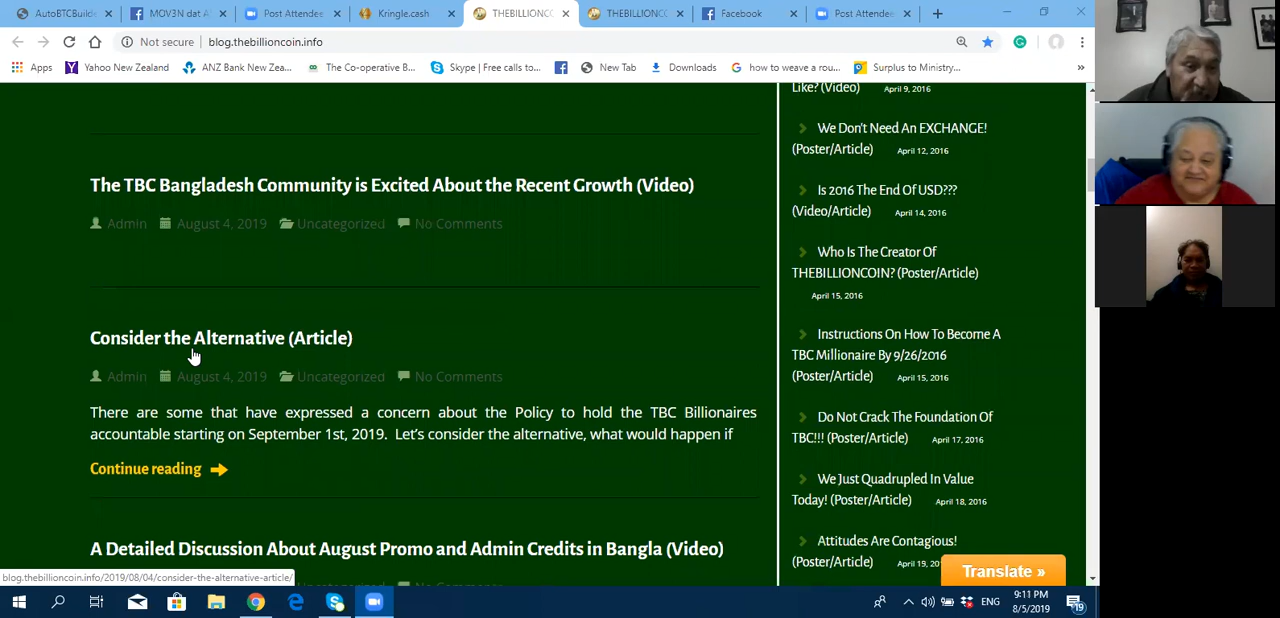 AutoBTCBuilde
MOV3N dat A
Post Attendee
Kringle.cash
THEBILLIONCO
THEBILLIONCO
Facebook
Post Attendee
Not secure
blog.thebillioncoin.info
Apps
Yahoo New Zealand
ANZ Bank New Zea...
The Co-operative B...
Skype | Free calls to...
New Tab
Downloads
how to weave a rou...
Surplus to Ministry...
»
The TBC Bangladesh Community is Excited About the Recent Growth (Video)
Admin August 4, 2019 Uncategorized No Comments
Consider the Alternative (Article)
Admin August 4, 2019 Uncategorized No Comments
There are some that have expressed a concern about the Policy to hold the TBC Billionaires
accountable starting on September 1st, 2019. Let's consider the alternative, what would happen if
Continue reading
A Detailed Discussion About August Promo and Admin Credits in Bangla (Video)
Like? (Video) April 9, 2016
We Don't Need An EXCHANGE!
(Poster/Article) April 12, 2016
Is 2016 The End Of USD???
(Video/Article) April 14, 2016
Who Is The Creator Of
THEBILLIONCOIN? (Poster/Article)
April 15, 2016
Instructions On How To Become A
TBC Millionaire By 9/26/2016
(Poster/Article) April 15, 2016
Do Not Crack The Foundation Of
TBC!!! (Poster/Article) April 17, 2016
We Just Quadrupled In Value
Today! (Poster/Article) April 18, 2016
Attitudes Are Contagious!
(Poster/Article) April 19, 20
Translate »
blog.thebillioncoin.info/2019/08/04/consider-the-alternative-article/
ENG
9:11 PM
8/5/2019
19